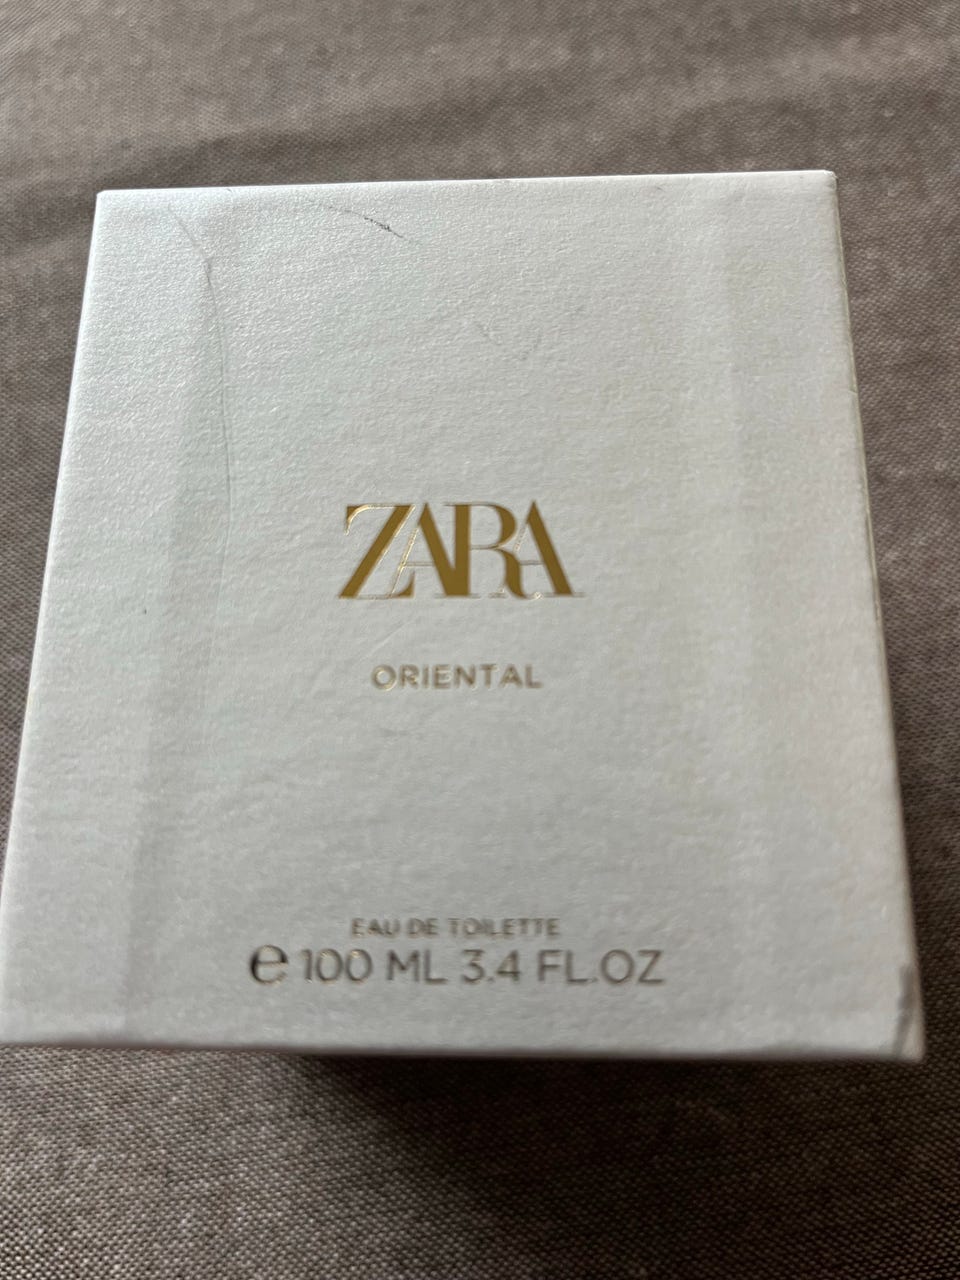 ZARA
ORIENTAL
EAU DE TOILETTE
℮ 100 ML 3.4 FL.OZ